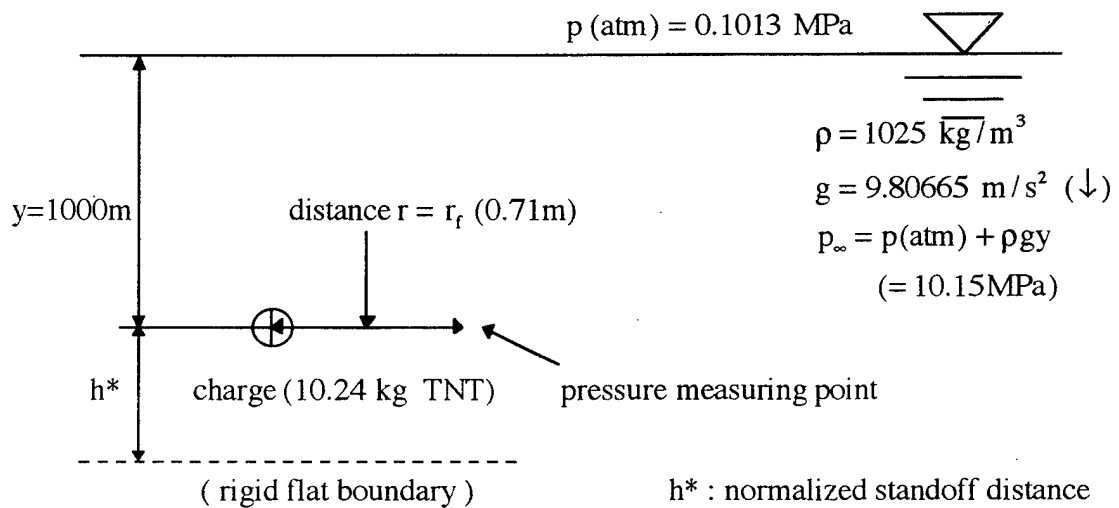 p (atm) = 0.1013 MPa
ρ = 1025 kg/m³
g = 9.80665 m/s² (↓)
y=1000m
distance r = r_f (0.71m)
p_∞ = p(atm) + ρgy
(= 10.15MPa)
h*
charge (10.24 kg TNT)
pressure measuring point
( rigid flat boundary )
h* : normalized standoff distance